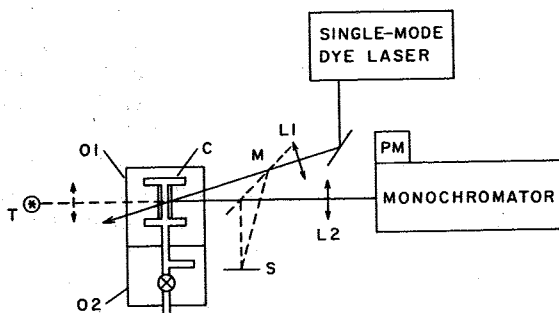 SINGLE-MODE
DYE LASER
O1
C
L1
M
PM
T
MONOCHROMATOR
L2
S
O2